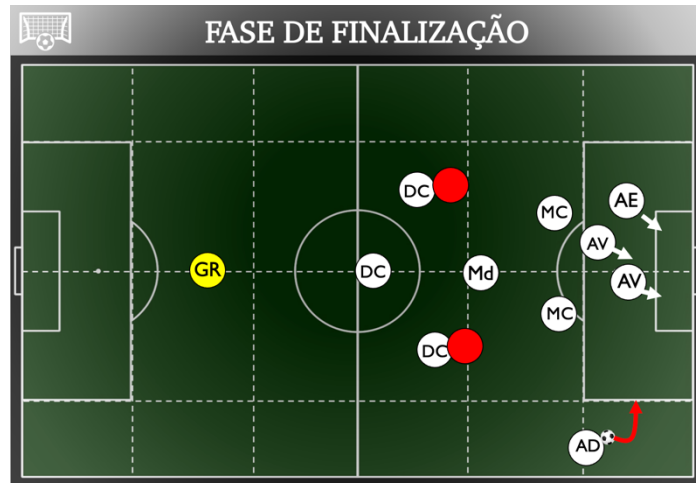 FASE DE FINALIZAÇÃO
DC
AE
MC
AV
GR
DC
Md
AV
MC
DC
AD